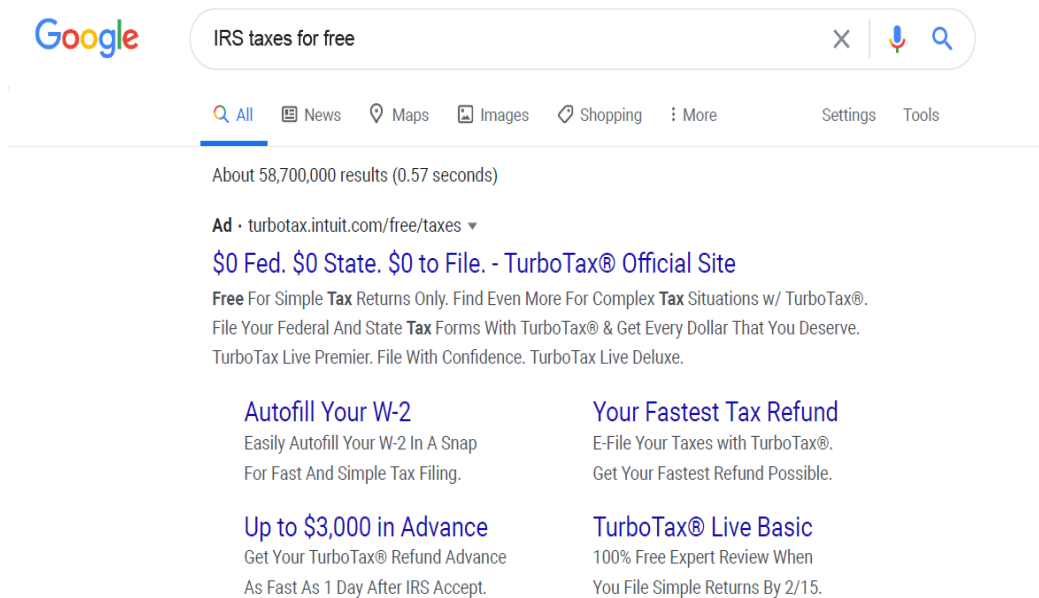 Google
IRS taxes for free
All News Maps Images Shopping More Settings Tools
About 58,700,000 results (0.57 seconds)
Ad · turbotax.intuit.com/free/taxes
$0 Fed. $0 State. $0 to File. - TurboTax® Official Site
Free For Simple Tax Returns Only. Find Even More For Complex Tax Situations w/ TurboTax®.
File Your Federal And State Tax Forms With TurboTax® & Get Every Dollar That You Deserve.
TurboTax Live Premier. File With Confidence. TurboTax Live Deluxe.
Autofill Your W-2
Easily Autofill Your W-2 In A Snap
For Fast And Simple Tax Filing.
Your Fastest Tax Refund
E-File Your Taxes with TurboTax®.
Get Your Fastest Refund Possible.
Up to $3,000 in Advance
Get Your TurboTax® Refund Advance
As Fast As 1 Day After IRS Accept.
TurboTax® Live Basic
100% Free Expert Review When
You File Simple Returns By 2/15.